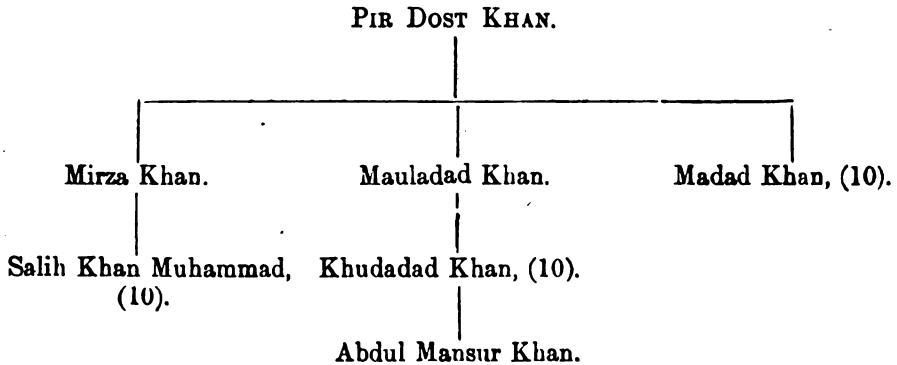 PIR DOST KHAN.
Mirza Khan. Mauladad Khan. Madad Khan, (10).
Salih Khan Muhammad, Khudadad Khan, (10).
(10).
Abdul Mansur Khan.